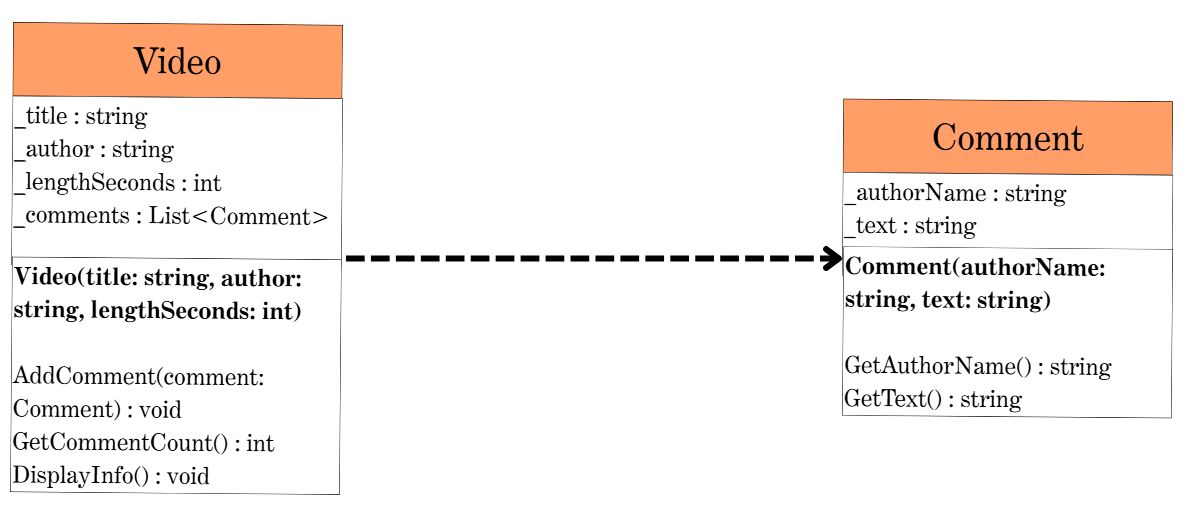 Video
_title : string
_author : string
_lengthSeconds : int
_comments : List<Comment>
Video(title: string, author:
string, lengthSeconds: int)
AddComment(comment:
Comment) : void
GetCommentCount() : int
DisplayInfo() : void
Comment
_authorName : string
_text : string
Comment(authorName:
string, text: string)
GetAuthorName() : string
GetText() : string